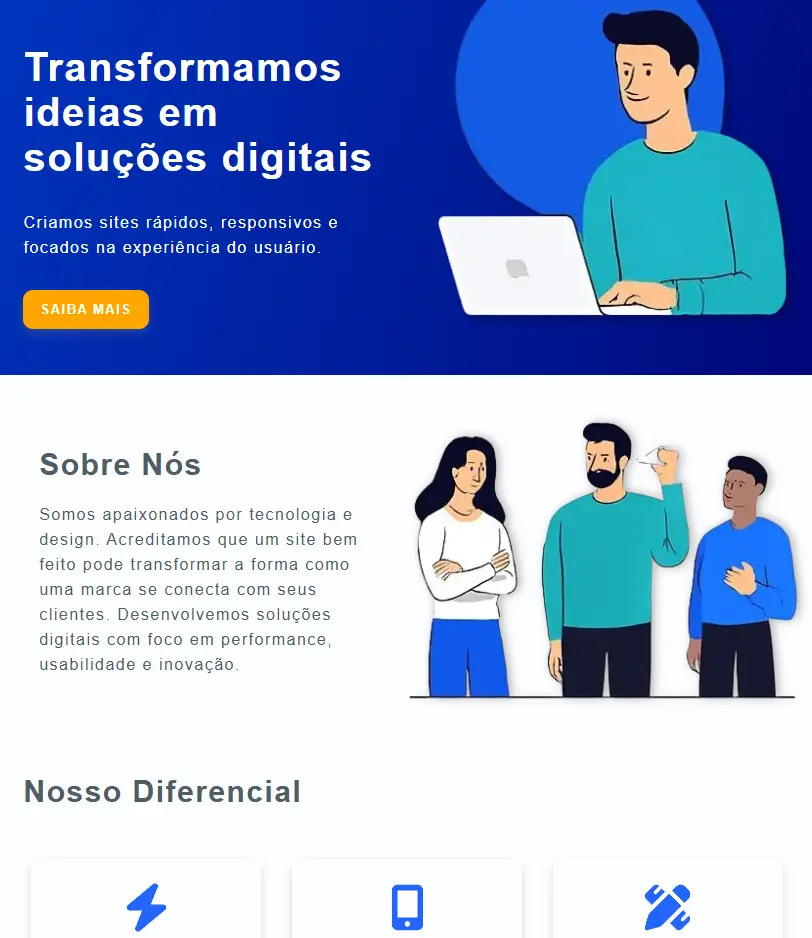 Transformamos
ideias em
soluções digitais
Criamos sites rápidos, responsivos e
focados na experiência do usuário.
SAIBA MAIS
Sobre Nós
Somos apaixonados por tecnologia e
design. Acreditamos que um site bem
feito pode transformar a forma como
uma marca se conecta com seus
clientes. Desenvolvemos soluções
digitais com foco em performance,
usabilidade e inovação.
Nosso Diferencial